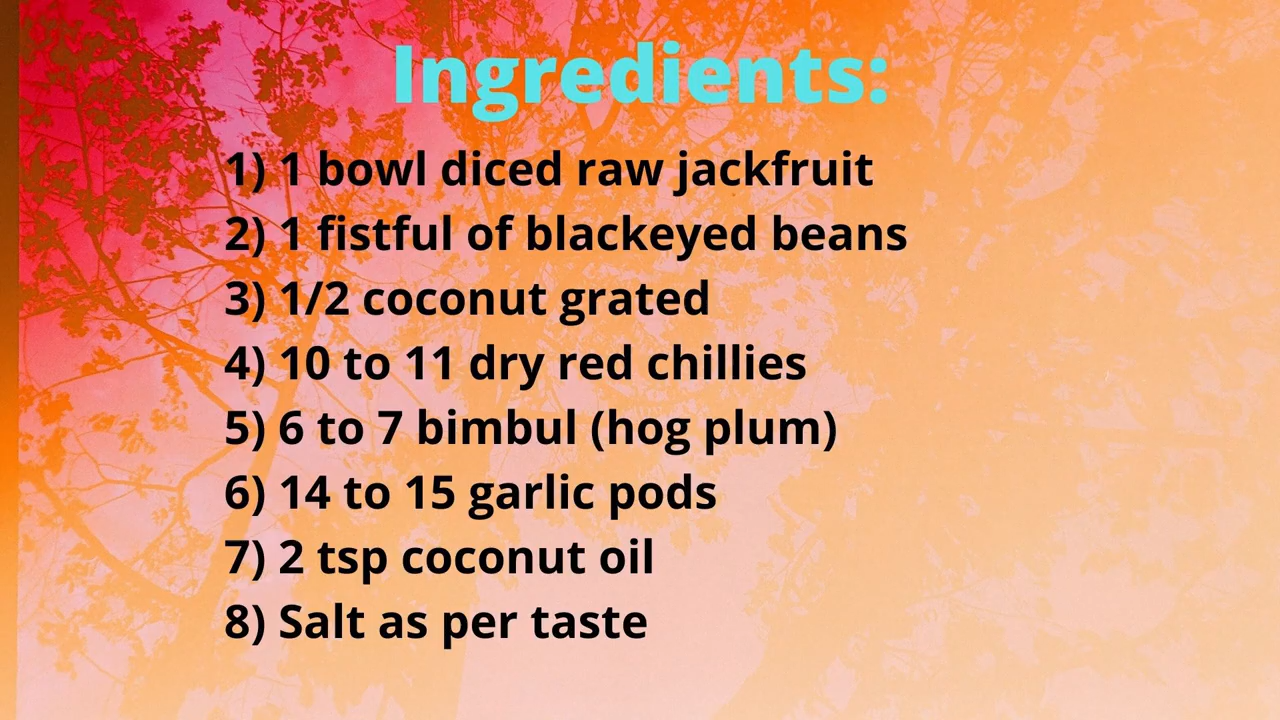 Ingredients:
1) 1 bowl diced raw jackfruit
2) 1 fistful of blackeyed beans
3) 1/2 coconut grated
4) 10 to 11 dry red chillies
5) 6 to 7 bimbul (hog plum)
6) 14 to 15 garlic pods
7) 2 tsp coconut oil
8) Salt as per taste